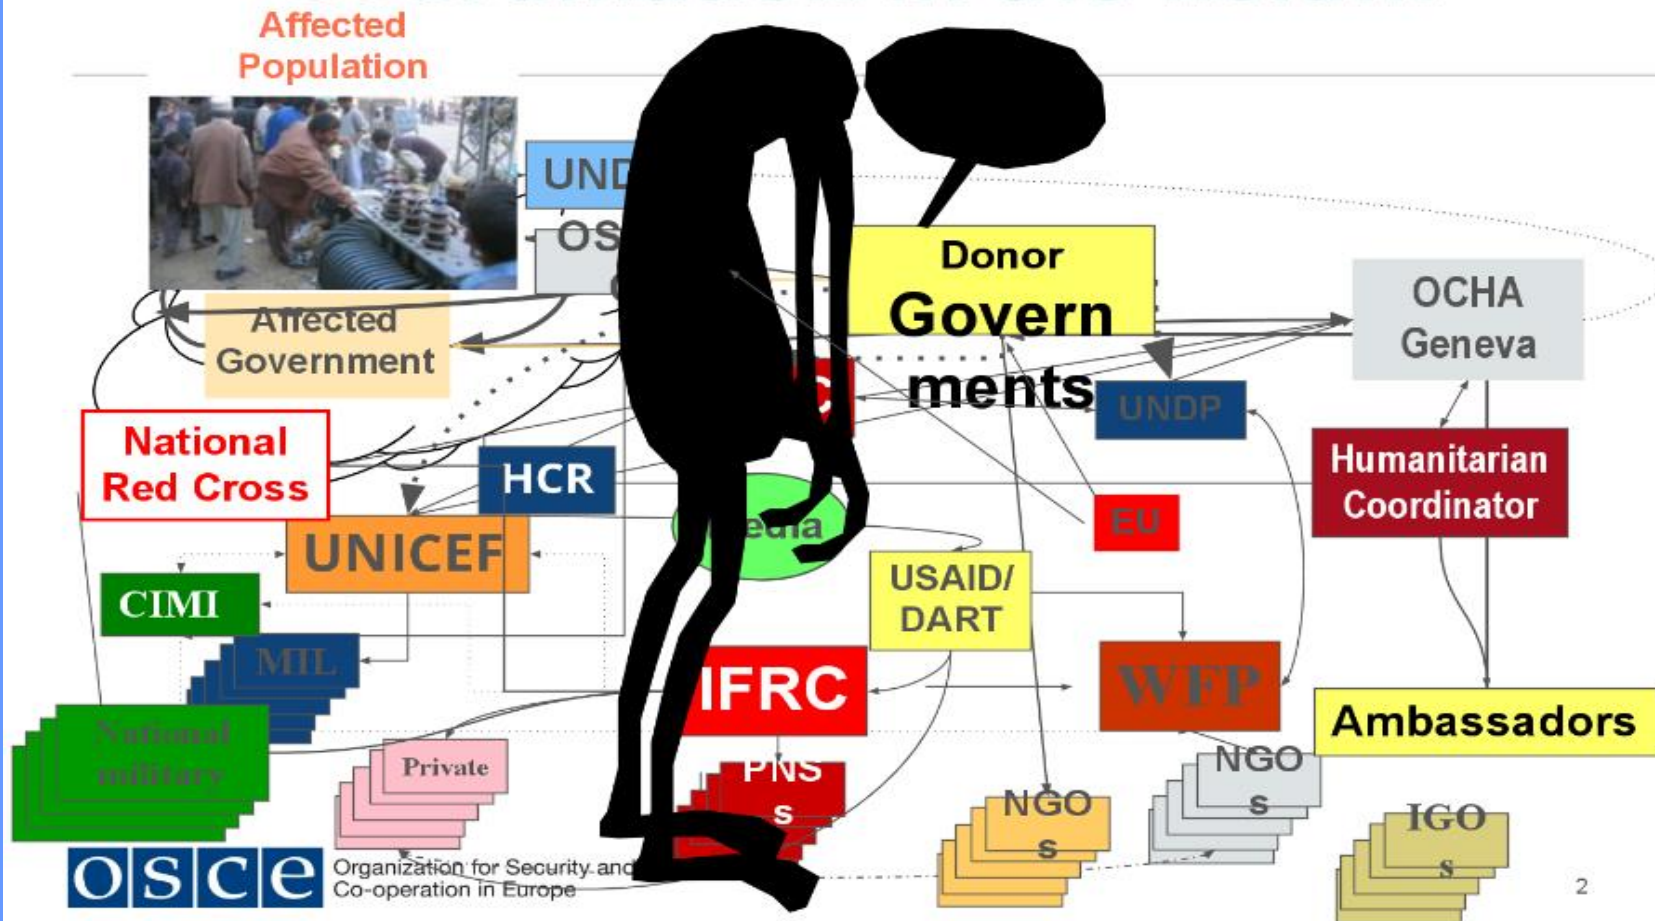 Affected
Population
UND
OS
Donor
Govern
ments
OCHA
Geneva
Affected
Government
C
UNDP
National
Red Cross
HCR
Humanitarian
Coordinator
EU
edia
UNICEF
USAID/
DART
CIMI
MIL
IFRC
WFP
Ambassadors
National
military
Private
PNS
s
NGO
s
NGO
s
IGO
s
osce
Organization for Security and
Co-operation in Europe
2